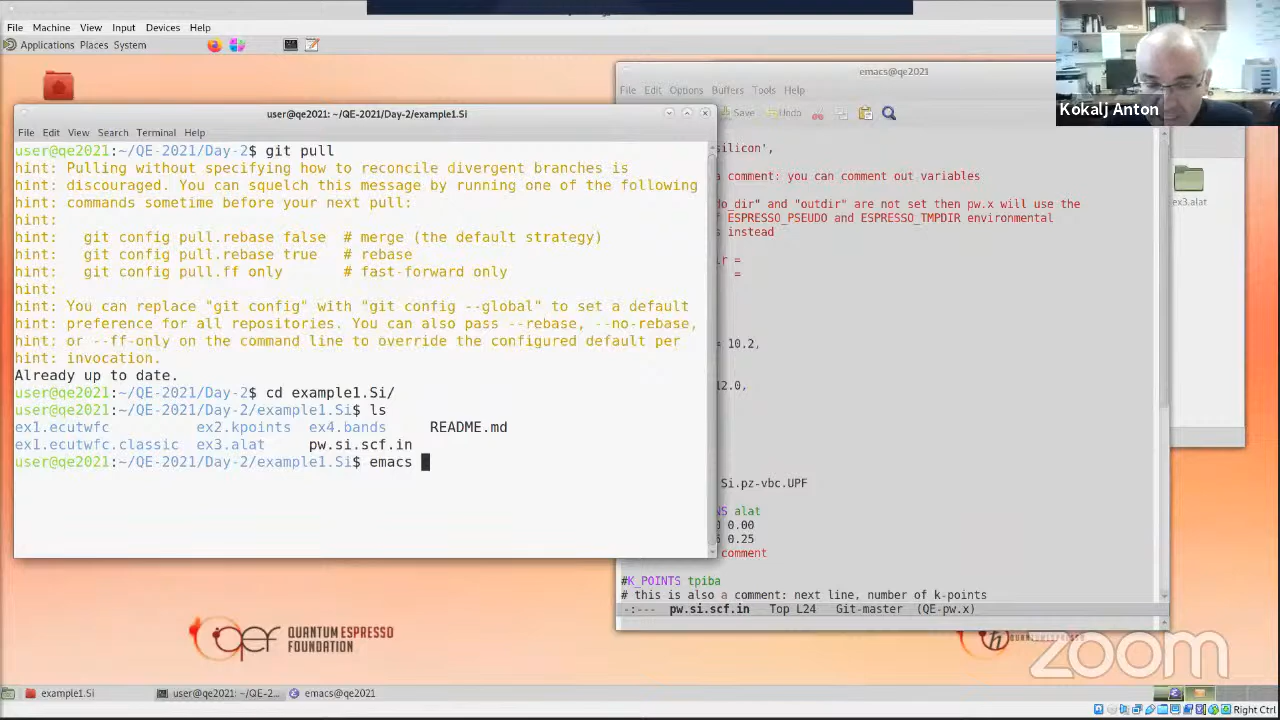 File Machine View Input Devices Help
Applications Places System
user@qe2021: ~/QE-2021/Day-2/example1.Si
File Edit View Search Terminal Help
user@qe2021:~/QE-2021/Day-2$ git pull
hint: Pulling without specifying how to reconcile divergent branches is
hint: discouraged. You can squelch this message by running one of the following
hint: commands sometime before your next pull:
hint:
hint:   git config pull.rebase false  # merge (the default strategy)
hint:   git config pull.rebase true   # rebase
hint:   git config pull.ff only       # fast-forward only
hint:
hint: You can replace "git config" with "git config --global" to set a default
hint: preference for all repositories. You can also pass --rebase, --no-rebase,
hint: or --ff-only on the command line to override the configured default per
hint: invocation.
Already up to date.
user@qe2021:~/QE-2021/Day-2$ cd example1.Si/
user@qe2021:~/QE-2021/Day-2/example1.Si$ ls
ex1.ecutwfc ex2.kpoints ex4.bands README.md
ex1.ecutwfc.classic ex3.alat pw.si.scf.in
user@qe2021:~/QE-2021/Day-2/example1.Si$ emacs
emacs@qe2021
File Edit Options Buffers Tools Help
Save Undo
silicon',
a comment: you can comment out variables
do_dir" and "outdir" are not set then pw.x will use the
ESPRESSO_PSEUDO and ESPRESSO_TMPDIR environmental
s instead
ir =
=
= 10.2,
12.0,
Si.pz-vbc.UPF
NS alat
0 0.00
0.25
comment
#K_POINTS tpiba
# this is also a comment: next line, number of k-points
-:--- pw.si.scf.in Top L24 Git-master (QE-pw.x)
Kokalj Anton
ex3.alat
QUANTUM ESPRESSO
FOUNDATION
zoom
example1.Si
user@qe2021: ~/QE-2...
emacs@qe2021
Right Ctrl